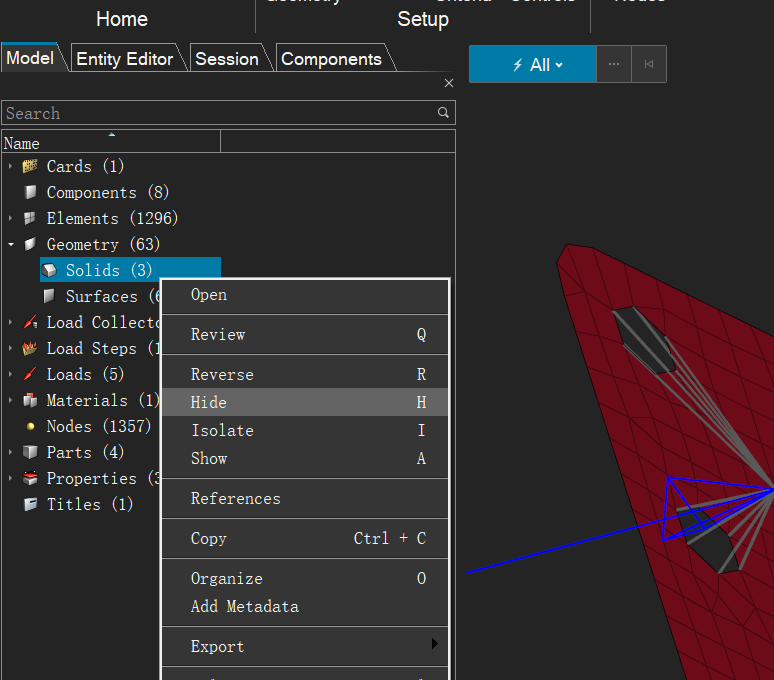 Home
Setup
Model
Entity Editor
Session
Components
All
Search
Name
Cards (1)
Components (8)
Elements (1296)
Geometry (63)
Solids (3)
Surfaces (6
Load Collecto
Load Steps (1
Loads (5)
Materials (1)
Nodes (1357)
Parts (4)
Properties (3
Titles (1)
Open
Review Q
Reverse R
Hide H
Isolate I
Show A
References
Copy Ctrl + C
Organize O
Add Metadata
Export